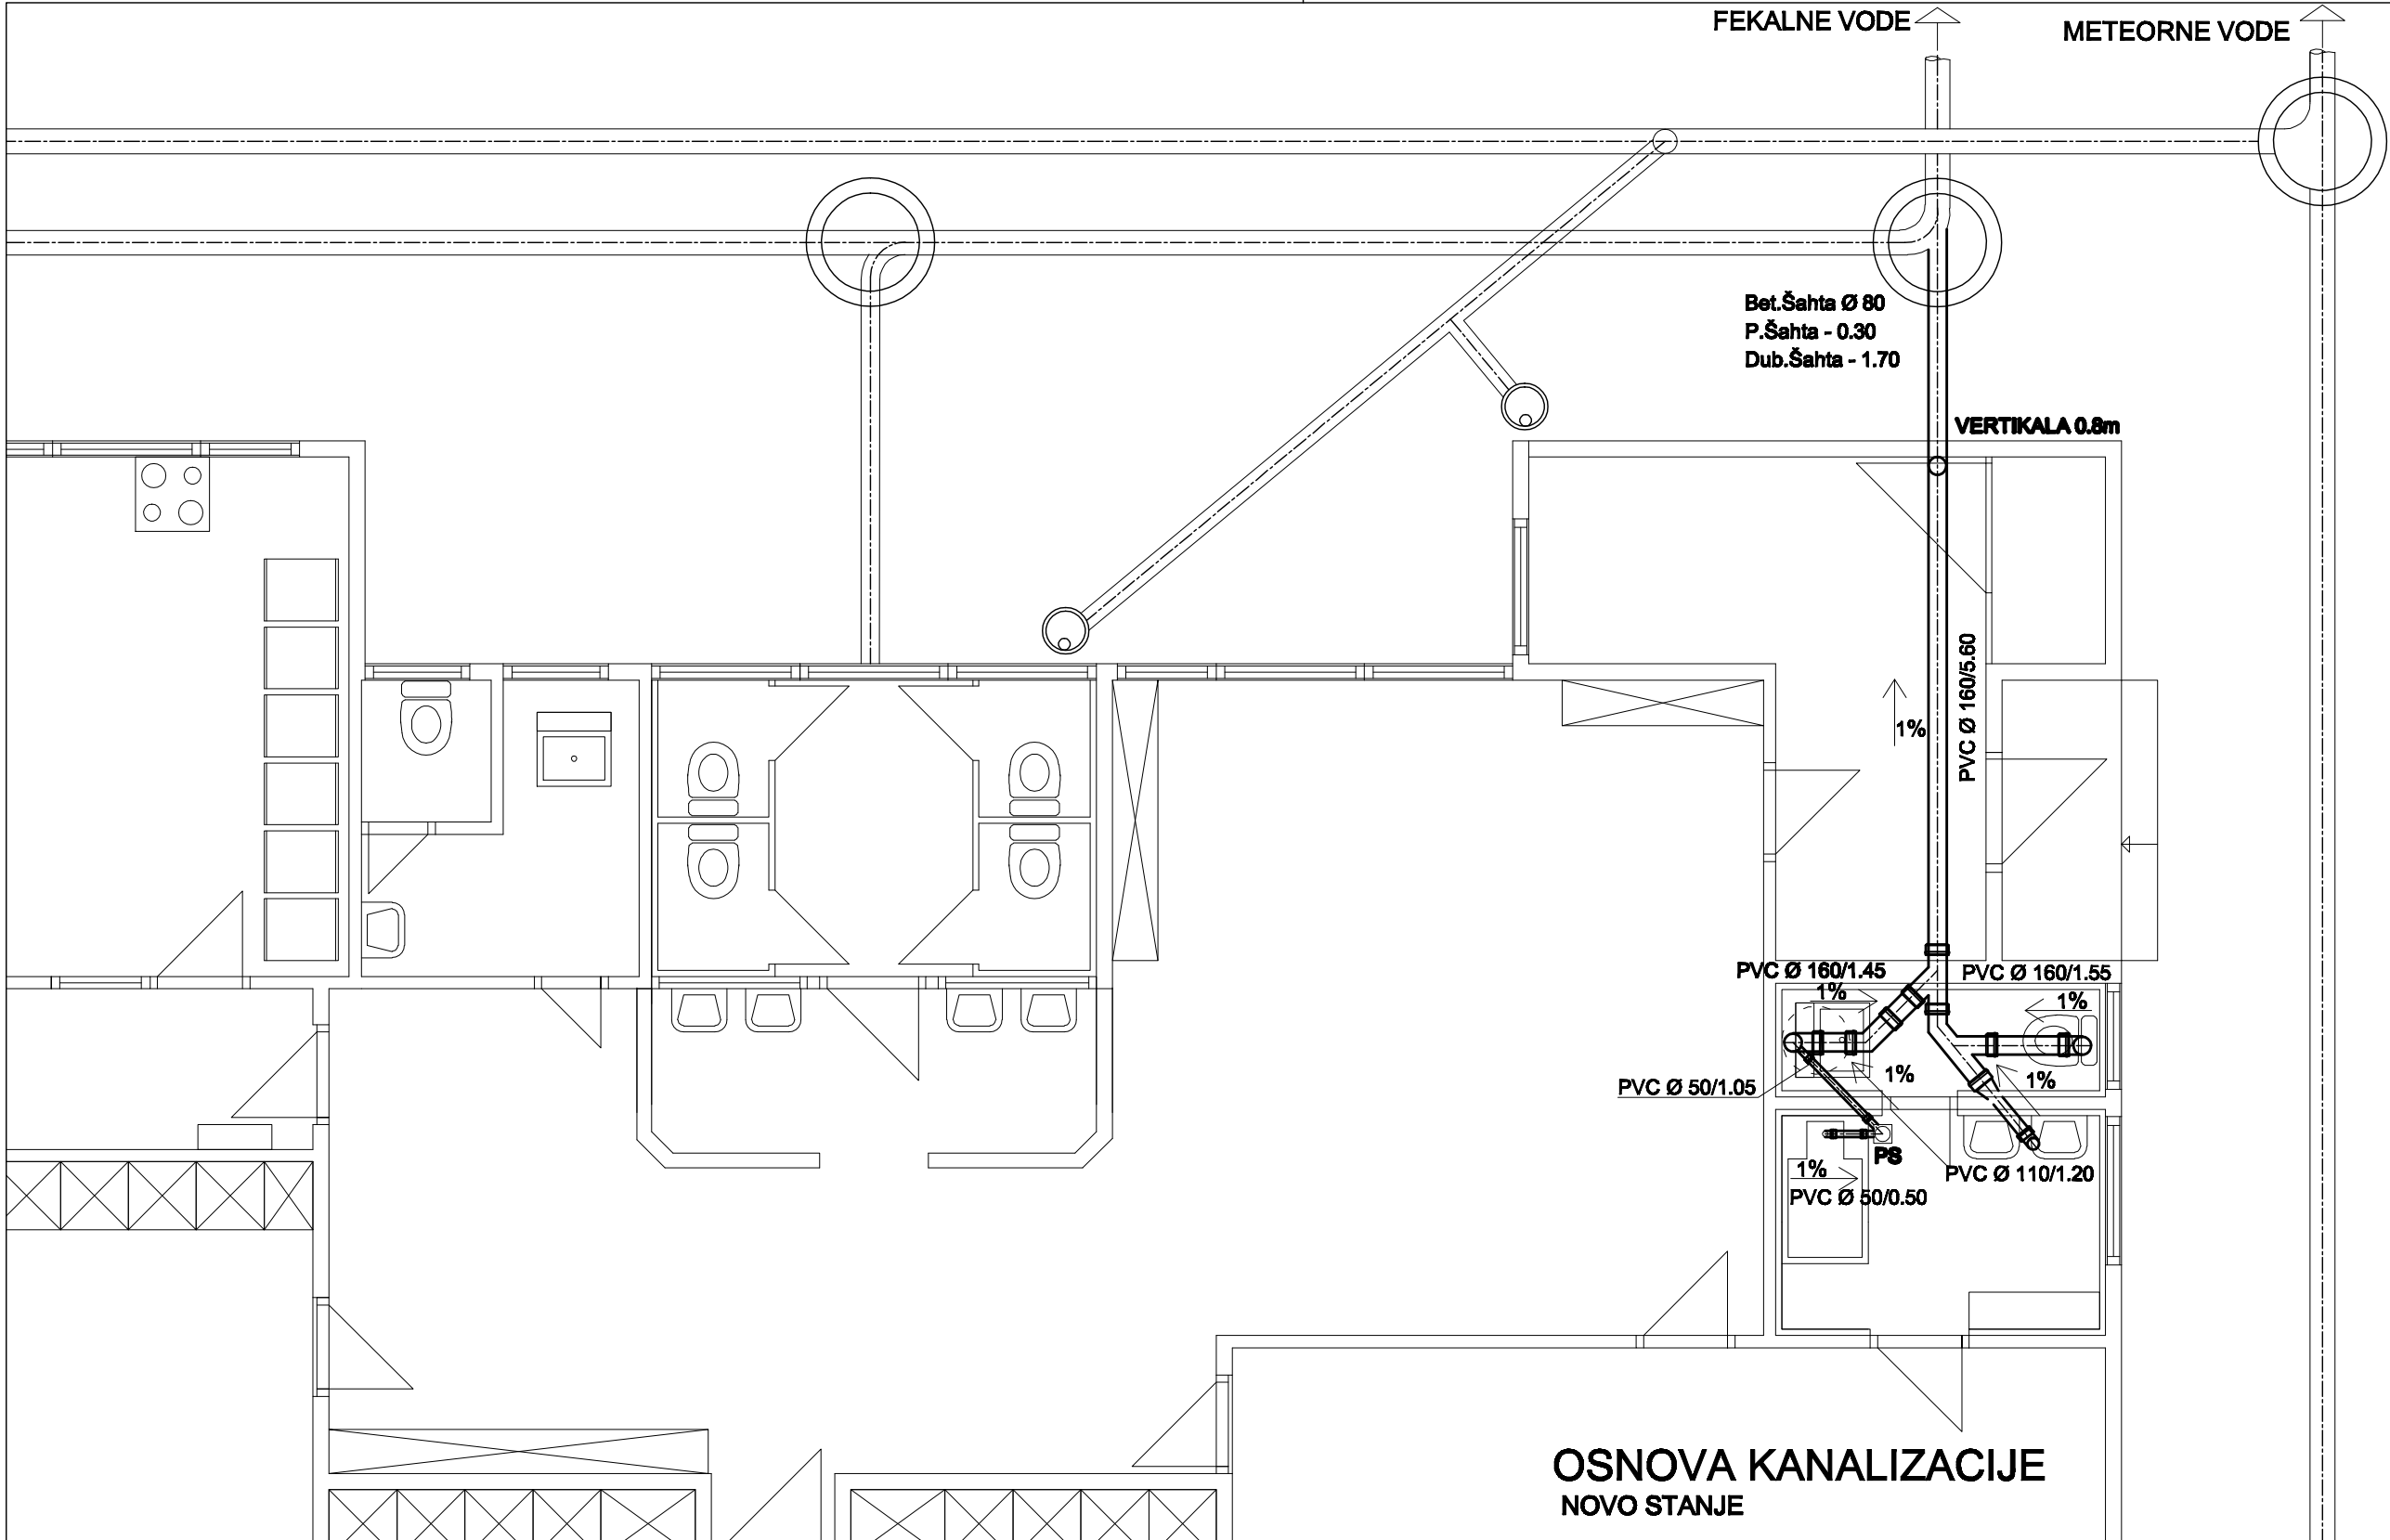 FEKALNE VODE
METEORNE VODE
Bet.Šahta Ø 80
P.Šahta - 0.30
Dub.Šahta - 1.70
VERTIKALA 0.8m
PVC Ø 160/5.60
1%
PVC Ø 160/1.45
PVC Ø 160/1.55
1%
1%
1%
1%
PVC Ø 50/1.05
PS
1%
PVC Ø 110/1.20
PVC Ø 50/0.50
OSNOVA KANALIZACIJE
NOVO STANJE